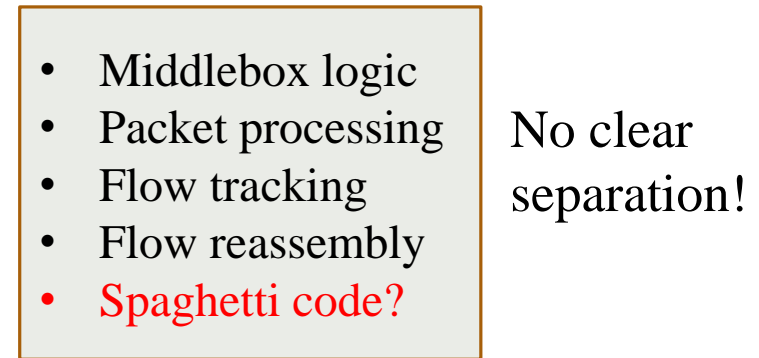 • Middlebox logic
• Packet processing
• Flow tracking
• Flow reassembly
• Spaghetti code?
No clear
separation!